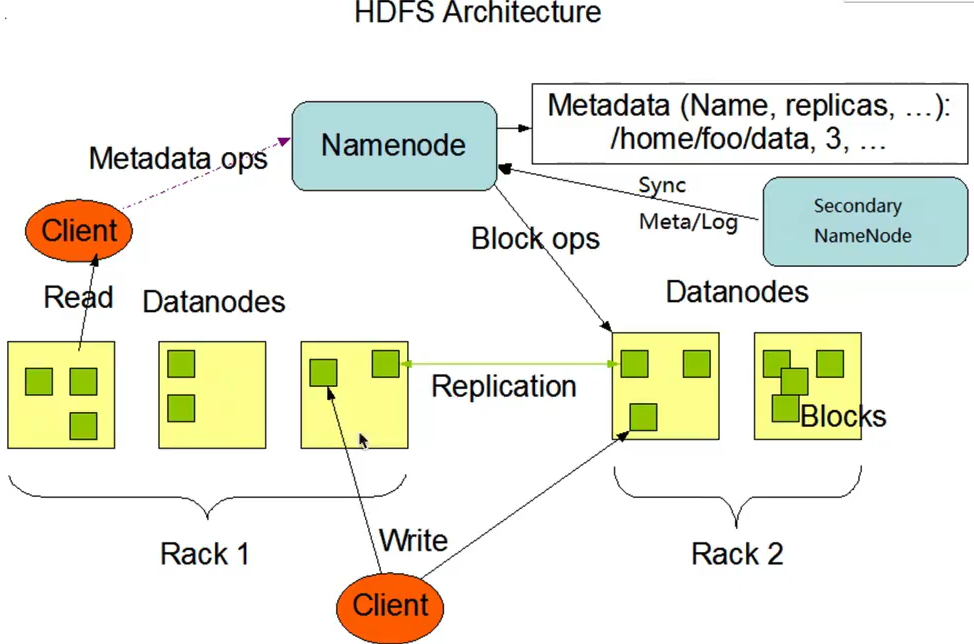 HDFS Architecture
Metadata (Name, replicas, ...):
/home/foo/data, 3, ...
Namenode
Metadata ops
Sync
Meta/Log
Secondary
NameNode
Client
Block ops
Read
Datanodes
Datanodes
Replication
Blocks
Rack 1
Write
Rack 2
Client